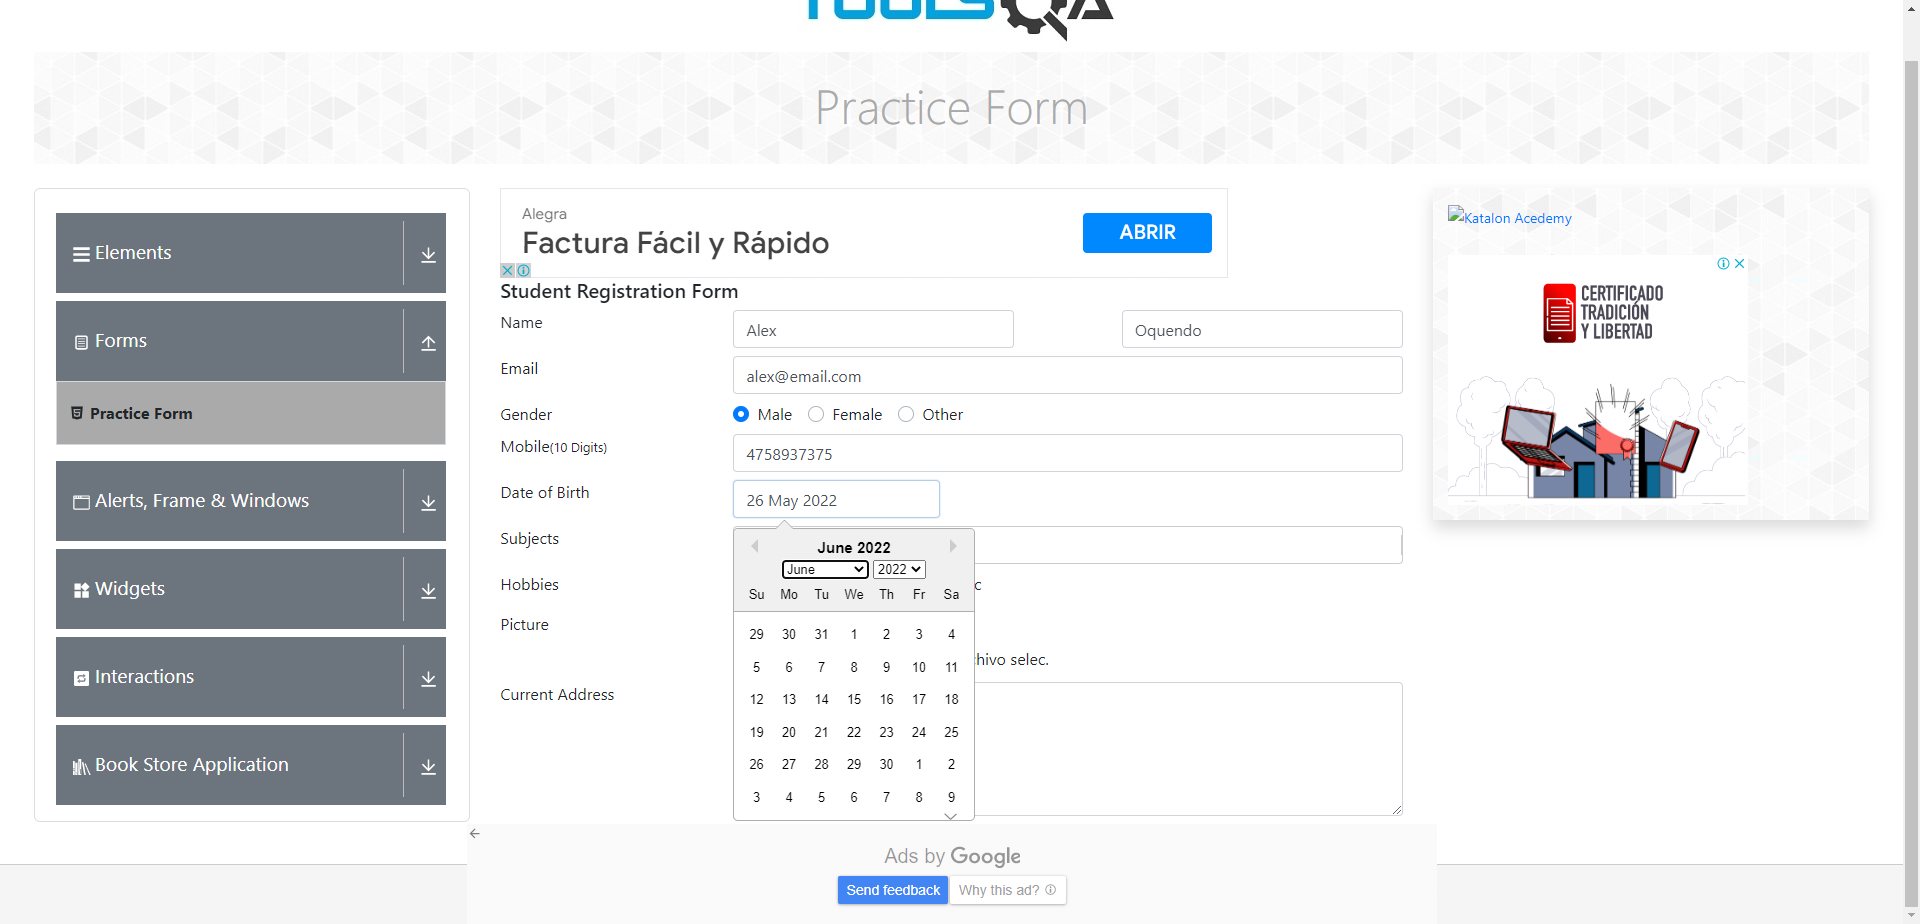 TOOLSQA
Practice Form
Elements
Forms
Practice Form
Alerts, Frame & Windows
Widgets
Interactions
Book Store Application
Alegra
Factura Fácil y Rápido
ABRIR
Student Registration Form
Name
Alex
Oquendo
Email
alex@email.com
Gender
Male
Female
Other
Mobile(10 Digits)
4758937375
Date of Birth
26 May 2022
Subjects
Hobbies
c
Picture
hivo selec.
Current Address
June 2022
June
2022
Su Mo Tu We Th Fr Sa
29 30 31 1 2 3 4
5 6 7 8 9 10 11
12 13 14 15 16 17 18
19 20 21 22 23 24 25
26 27 28 29 30 1 2
3 4 5 6 7 8 9
Katalon Acedemy
CERTIFICADO
TRADICIÓN
Y LIBERTAD
Ads by Google
Send feedback
Why this ad?